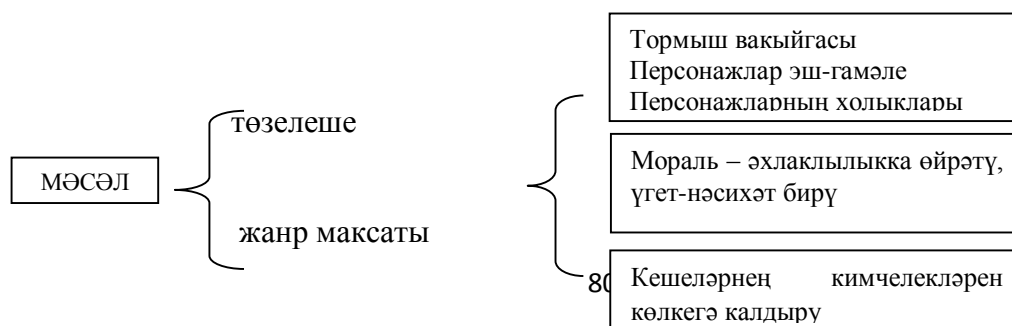 Тормыш вакыйгасы
Персонажлар эш-гамәле
Персонажларның холыклары
төзелеше
МӘСӘЛ
Мораль – әхлаклылыкка өйрәтү,
үгет-нәсихәт бирү
жанр максаты
80
Кешеләрнең кимчелекләрен
көлкегә калдыру